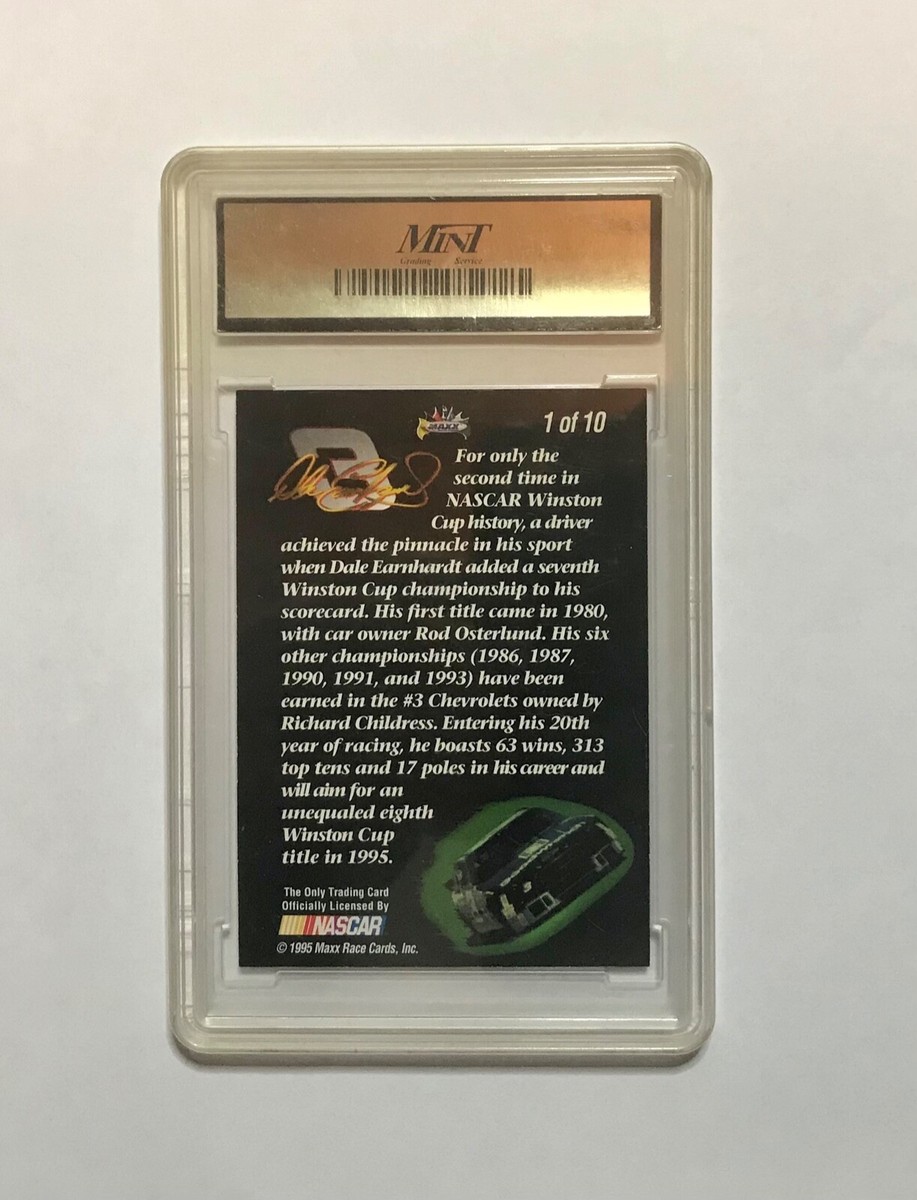 MINT
Grading Service
MAXX
1 of 10
3
Dale Earnhardt
For only the
second time in
NASCAR Winston
Cup history, a driver
achieved the pinnacle in his sport
when Dale Earnhardt added a seventh
Winston Cup championship to his
scorecard. His first title came in 1980,
with car owner Rod Osterlund. His six
other championships (1986, 1987,
1990, 1991, and 1993) have been
earned in the #3 Chevrolets owned by
Richard Childress. Entering his 20th
year of racing, he boasts 63 wins, 313
top tens and 17 poles in his career and
will aim for an
unequaled eighth
Winston Cup
title in 1995.
The Only Trading Card
Officially Licensed By
NASCAR
© 1995 Maxx Race Cards, Inc.